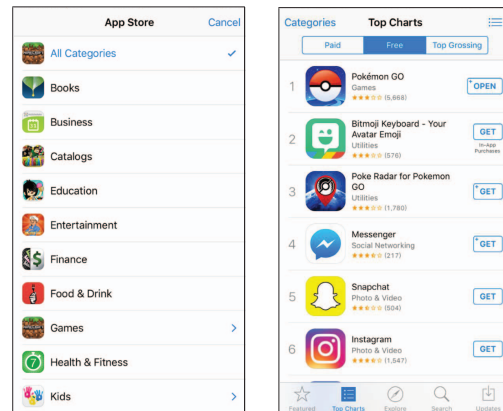 App Store
Cancel
All Categories
Books
Business
Catalogs
Education
Entertainment
Finance
Food & Drink
Games
Health & Fitness
Kids
Categories
Top Charts
Paid
Free
Top Grossing
1
Pokémon GO
Games
(5,668)
OPEN
2
Bitmoji Keyboard - Your
Avatar Emoji
Utilities
(576)
GET
In-App
Purchases
3
Poke Radar for Pokemon
GO
Utilities
(1,780)
GET
4
Messenger
Social Networking
(217)
GET
5
Snapchat
Photo & Video
(504)
GET
6
Instagram
Photo & Video
(1,547)
GET
Featured
Top Charts
Explore
Search
Updates